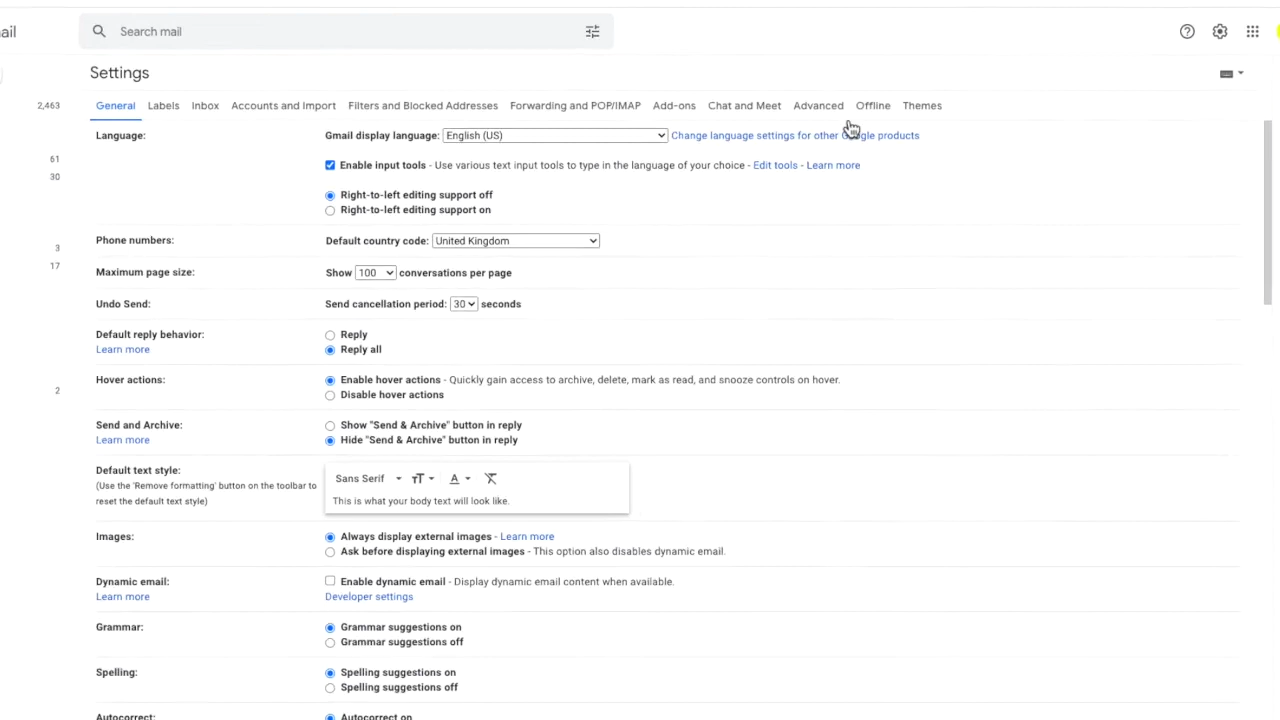 ail
Search mail
Settings
2,463
General Labels Inbox Accounts and Import Filters and Blocked Addresses Forwarding and POP/IMAP Add-ons Chat and Meet Advanced Offline Themes
Language:
Gmail display language: English (US) Change language settings for other Google products
61
Enable input tools - Use various text input tools to type in the language of your choice - Edit tools - Learn more
30
Right-to-left editing support off
Right-to-left editing support on
Phone numbers:
Default country code: United Kingdom
3
17
Maximum page size:
Show 100 conversations per page
Undo Send:
Send cancellation period: 30 seconds
Default reply behavior:
Learn more
Reply
Reply all
2
Hover actions:
Enable hover actions - Quickly gain access to archive, delete, mark as read, and snooze controls on hover.
Disable hover actions
Send and Archive:
Learn more
Show "Send & Archive" button in reply
Hide "Send & Archive" button in reply
Default text style:
(Use the 'Remove formatting' button on the toolbar to
reset the default text style)
Sans Serif
This is what your body text will look like.
Images:
Always display external images - Learn more
Ask before displaying external images - This option also disables dynamic email.
Dynamic email:
Learn more
Enable dynamic email - Display dynamic email content when available.
Developer settings
Grammar:
Grammar suggestions on
Grammar suggestions off
Spelling:
Spelling suggestions on
Spelling suggestions off
Autocorrect:
Autocorrect on